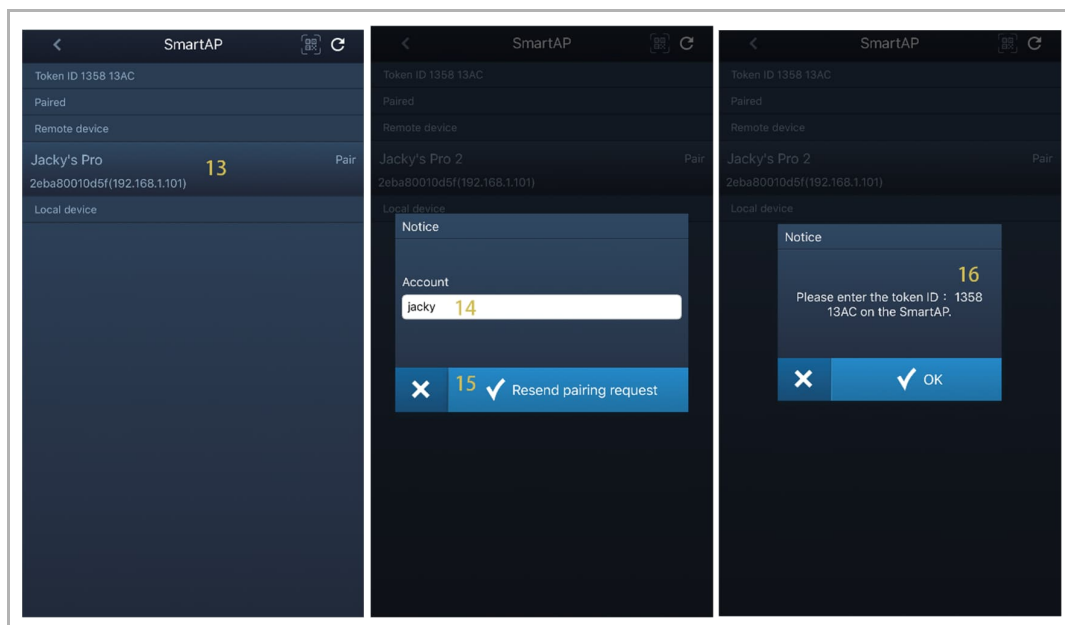 SmartAP
Token ID 1358 13AC
Paired
Remote device
Jacky's Pro
Pair
13
2eba80010d5f(192.168.1.101)
Local device
SmartAP
Token ID 1358 13AC
Paired
Remote device
Jacky's Pro 2
Pair
2eba80010d5f(192.168.1.101)
Local device
Notice
Account
jacky 14
15 Resend pairing request
SmartAP
Token ID 1358 13AC
Paired
Remote device
Jacky's Pro 2
Pair
2eba80010d5f(192.168.1.101)
Local device
Notice
16
Please enter the token ID： 1358
13AC on the SmartAP.
OK